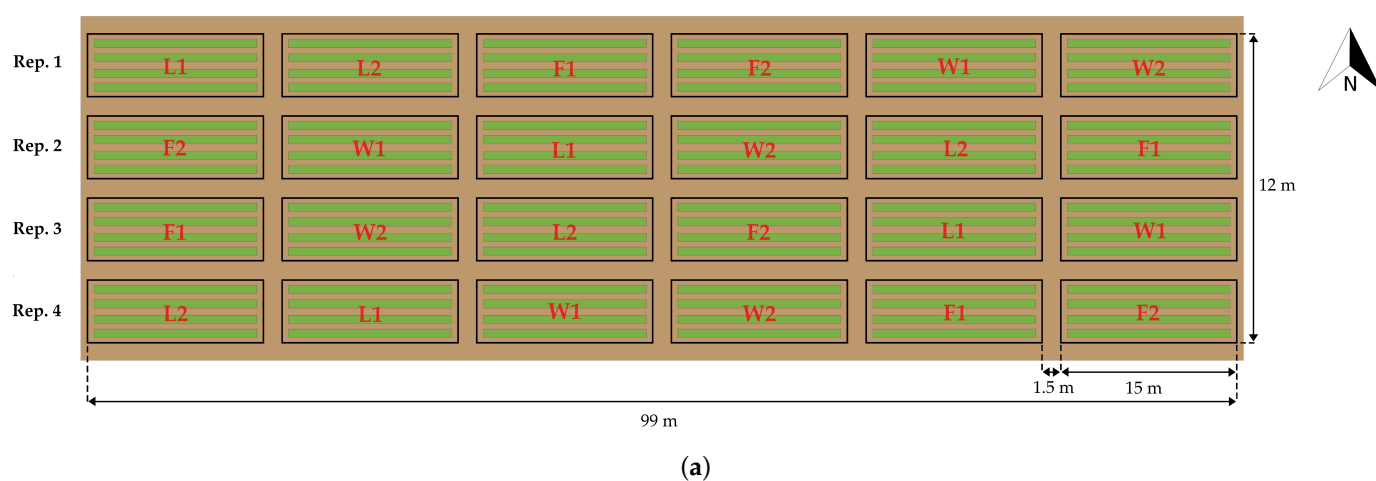 Rep. 1 L1 L2 F1 F2 W1 W2
N
Rep. 2 F2 W1 L1 W2 L2 F1
12 m
Rep. 3 F1 W2 L2 F2 L1 W1
Rep. 4 L2 L1 W1 W2 F1 F2
1.5 m 15 m
99 m
(a)